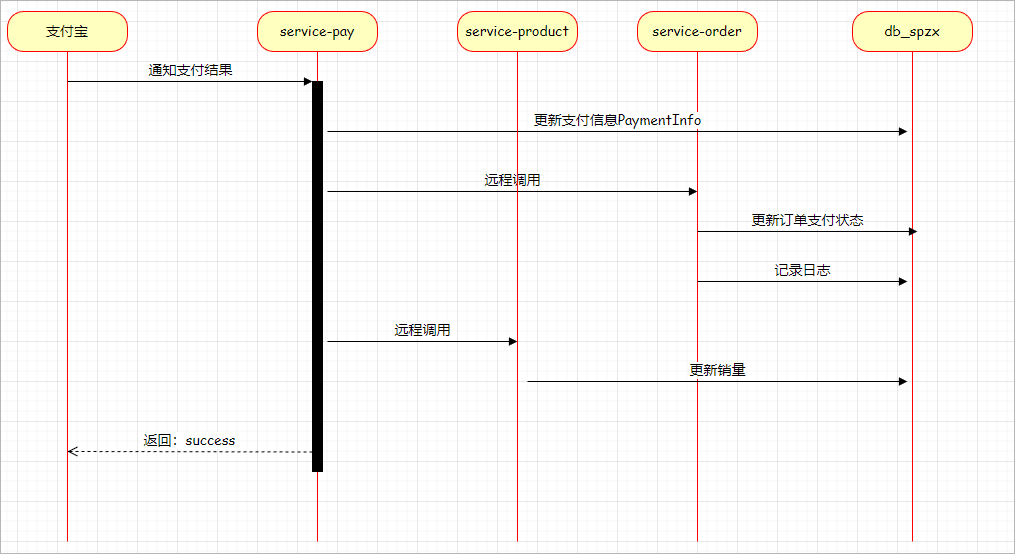 支付宝
service-pay
service-product
service-order
db_spzx
通知支付结果
更新支付信息PaymentInfo
远程调用
更新订单支付状态
记录日志
远程调用
更新销量
返回：success